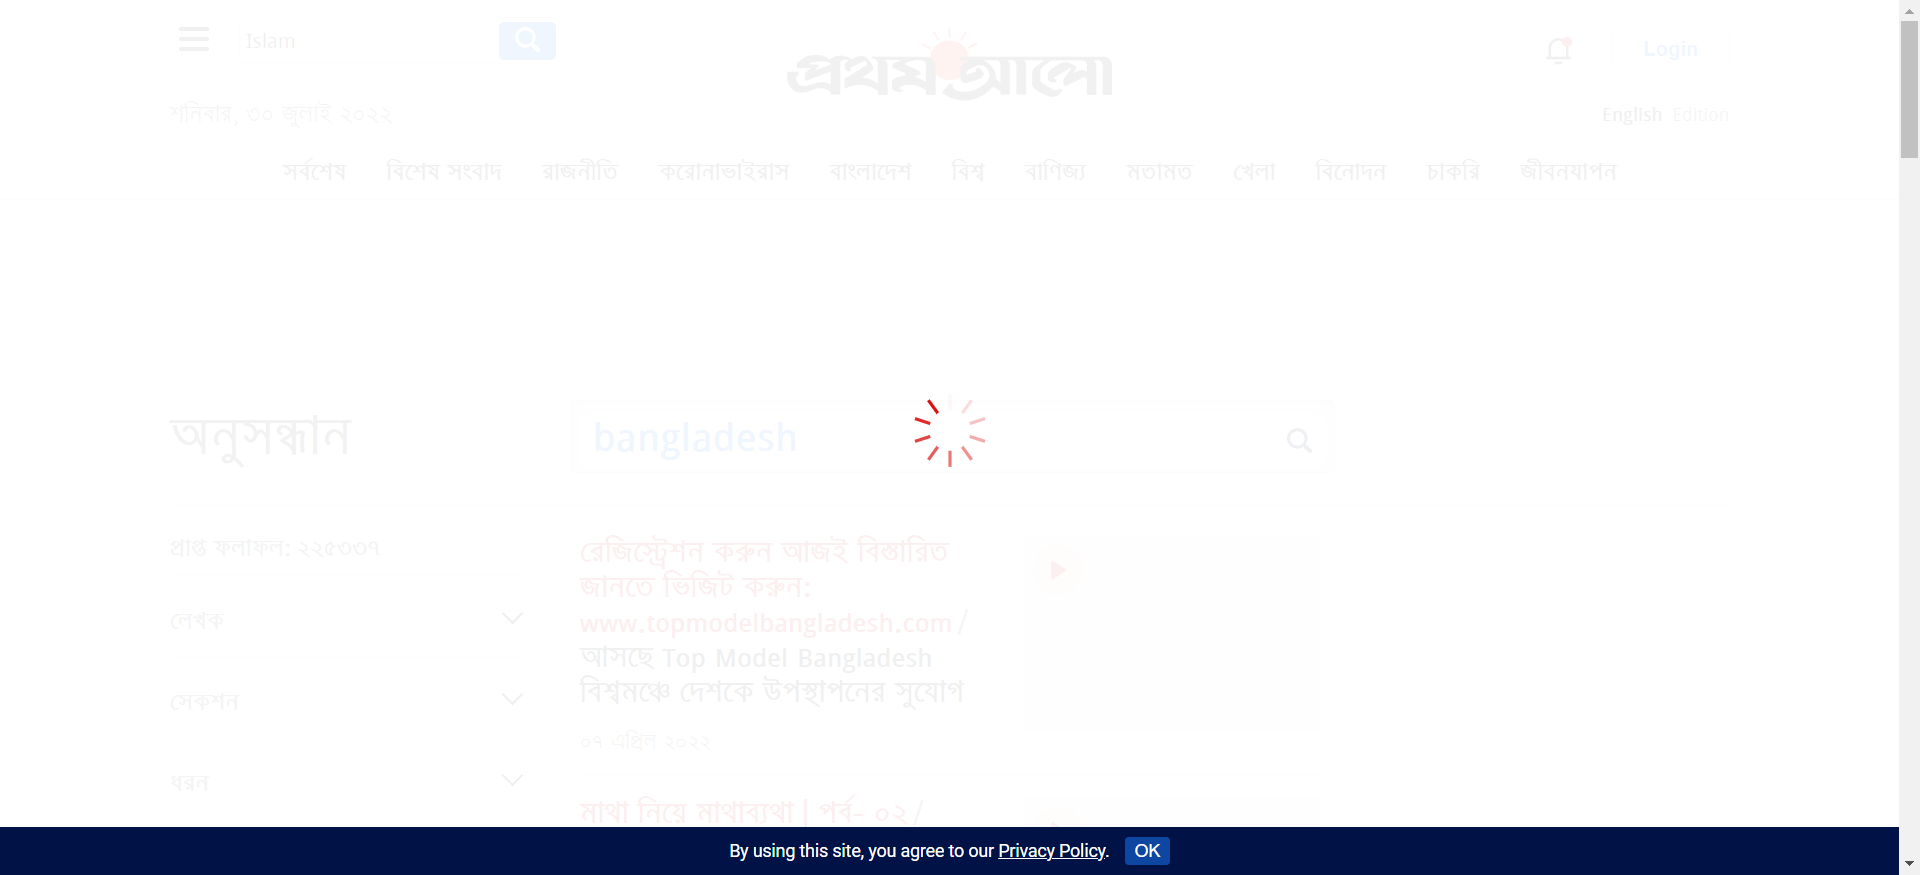 Islam
প্রথম আলো
Login
শনিবার, ৩০ জুলাই ২০২২
English Edition
সর্বশেষ বিশেষ সংবাদ রাজনীতি করোনাভাইরাস বাংলাদেশ বিশ্ব বাণিজ্য মতামত খেলা বিনোদন চাকরি জীবনযাপন
অনুসন্ধান
bangladesh
প্রাপ্ত ফলাফল: ২২৫৩৩৭
লেখক
সেকশন
ধরন
রেজিস্ট্রেশন করুন আজই বিস্তারিত
জানতে ভিজিট করুন:
www.topmodelbangladesh.com /
আসছে Top Model Bangladesh
বিশ্বমঞ্চে দেশকে উপস্থাপনের সুযোগ
০৭ এপ্রিল ২০২২
মাথা নিয়ে মাথাব্যথা | পর্ব- ০২ /
By using this site, you agree to our Privacy Policy. OK